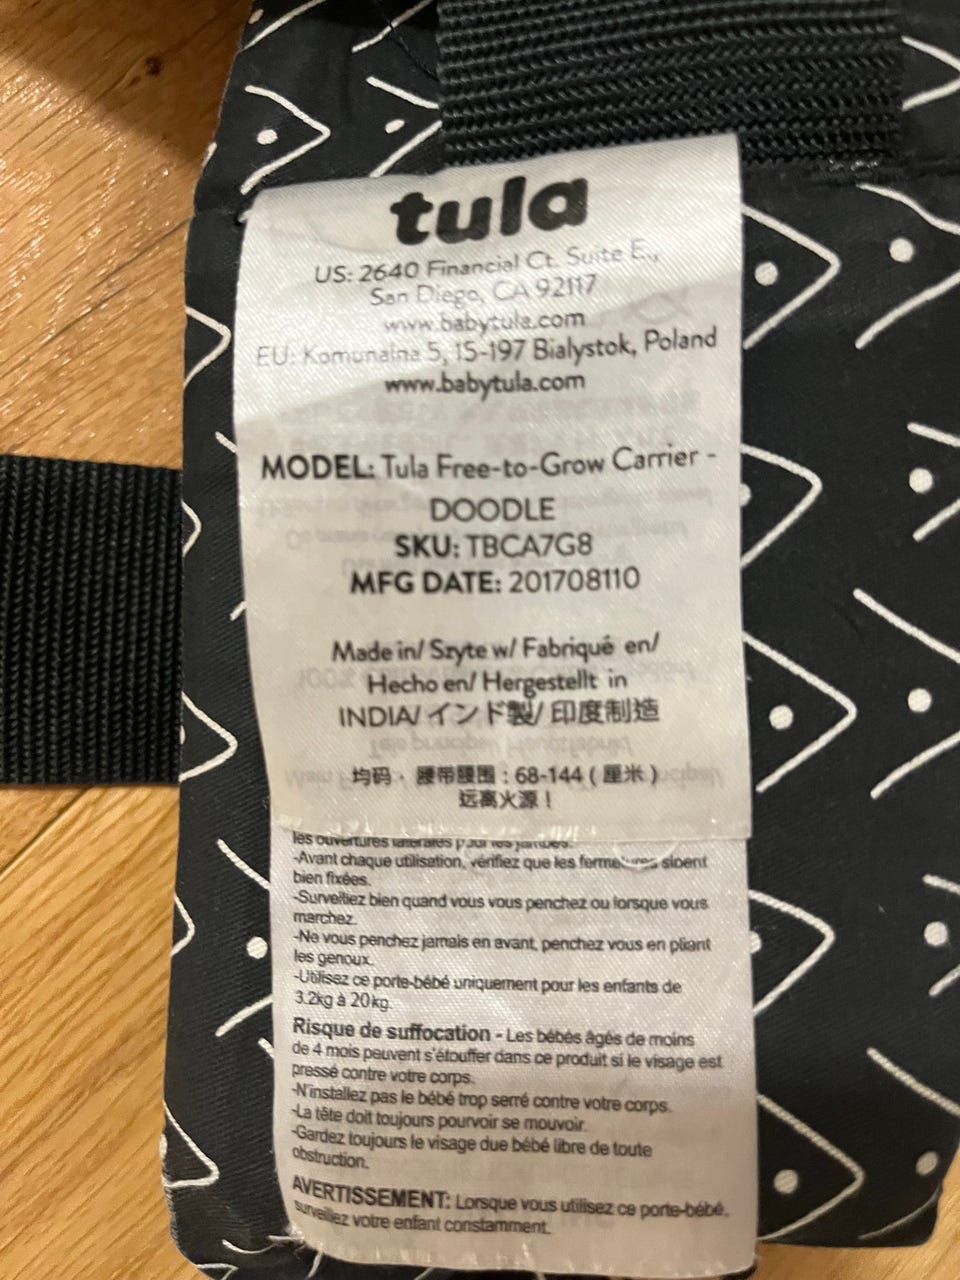 tula
US: 2640 Financial Ct. Suite E.,
San Diego, CA 92117
www.babytula.com
EU: Komunalna 5, 15-197 Bialystok, Poland
www.babytula.com
MODEL: Tula Free-to-Grow Carrier -
DOODLE
SKU: TBCA7G8
MFG DATE: 201708110
Made in/ Szyte w/ Fabriqué en/
Hecho en/ Hergestellt in
INDIA/ インド製/ 印度制造
均码 · 腰带腰围：68-144 ( 厘米 )
远离火源！
les ouvertures latérales pour les jambes.
-Avant chaque utilisation, vérifiez que les fermetures sioent
bien fixées.
-Surveillez bien quand vous vous penchez ou lorsque vous
marchez.
-Ne vous penchez jamais en avant, penchez vous en pliant
les genoux.
-Utilisez ce porte-bébé uniquement pour les enfants de
3.2kg à 20kg.
Risque de suffocation - Les bébés âgés de moins
de 4 mois peuvent s'étouffer dans ce produit si le visage est
pressé contre votre corps.
-N'installez pas le bébé trop serré contre votre corps.
-La tête doit toujours pourvoir se mouvoir.
-Gardez toujours le visage due bébé libre de toute
obstruction.
AVERTISSEMENT: Lorsque vous utilisez ce porte-bébé,
surveillez votre enfant constamment.